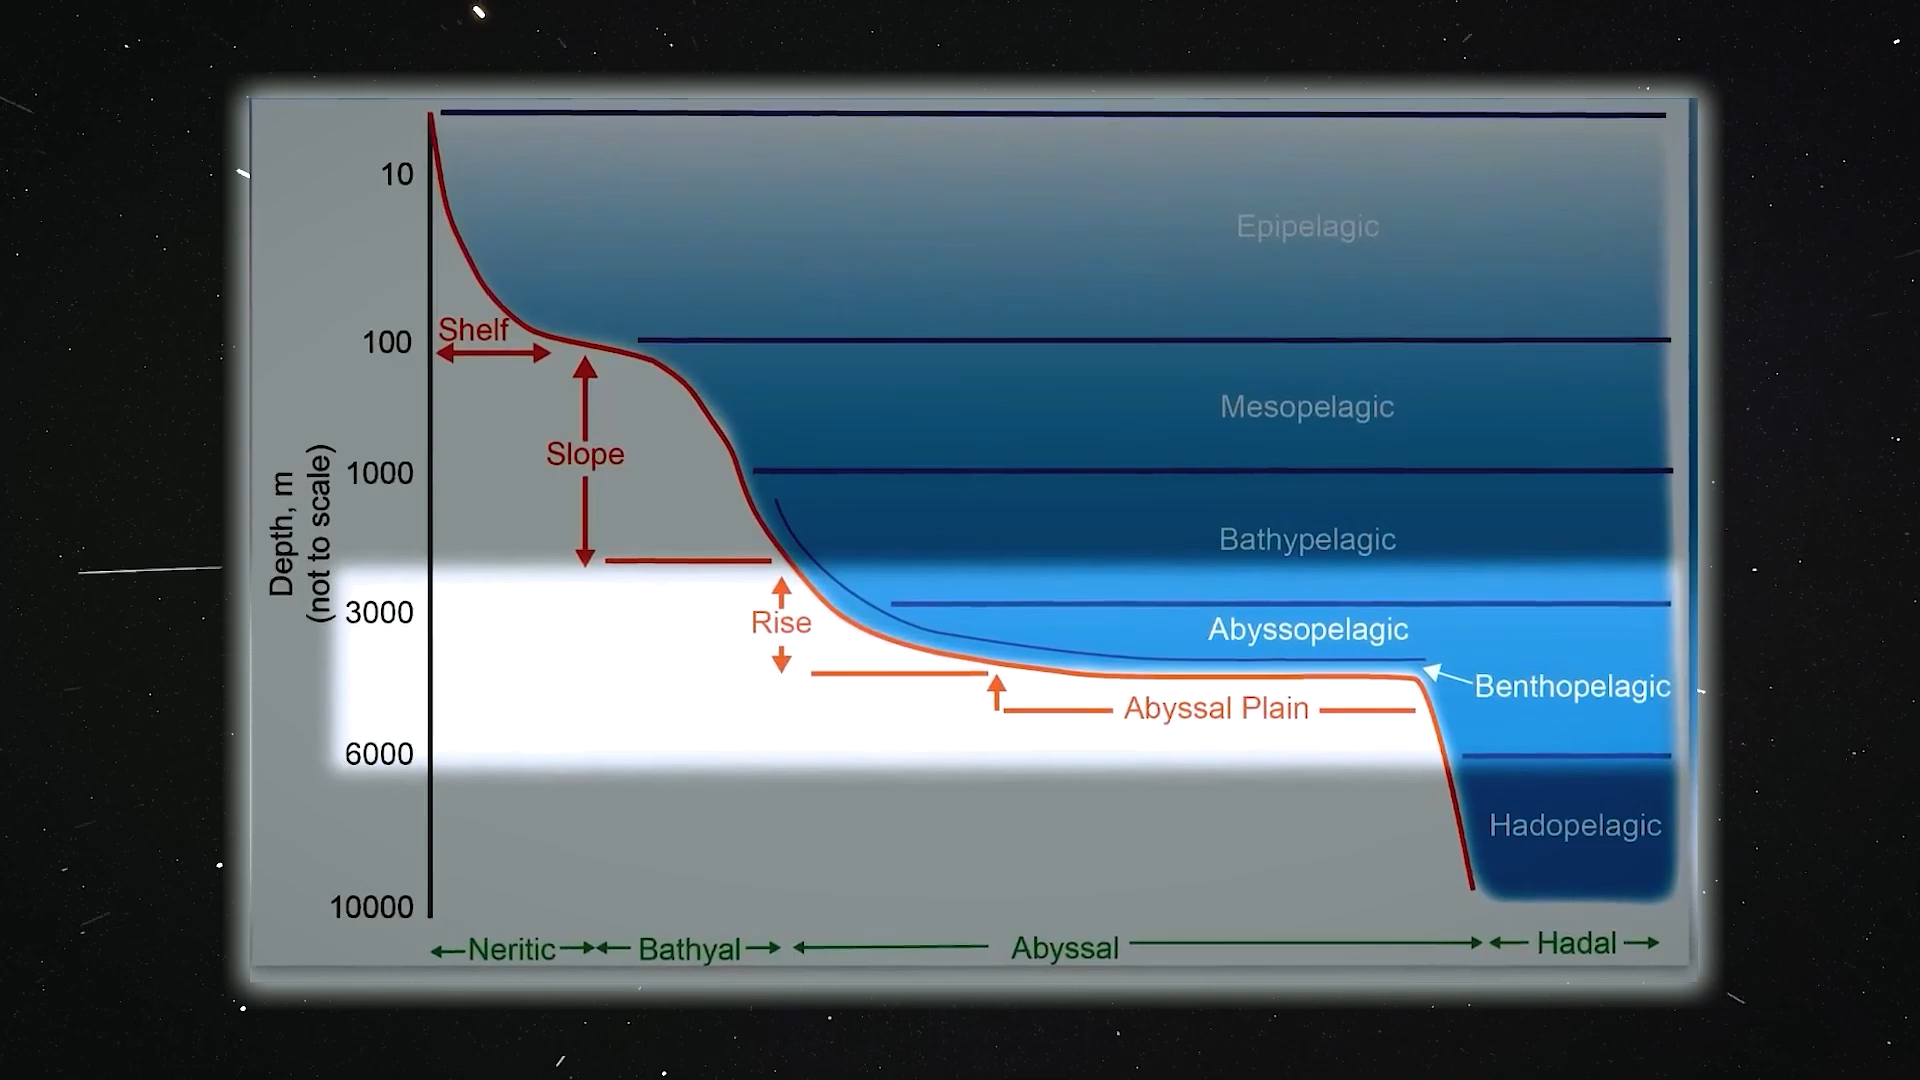 10
Epipelagic
Shelf
100
Mesopelagic
Slope
1000
Depth, m
(not to scale)
Bathypelagic
3000
Rise
Abyssopelagic
Benthopelagic
Abyssal Plain
6000
Hadopelagic
10000
Neritic Bathyal Abyssal Hadal